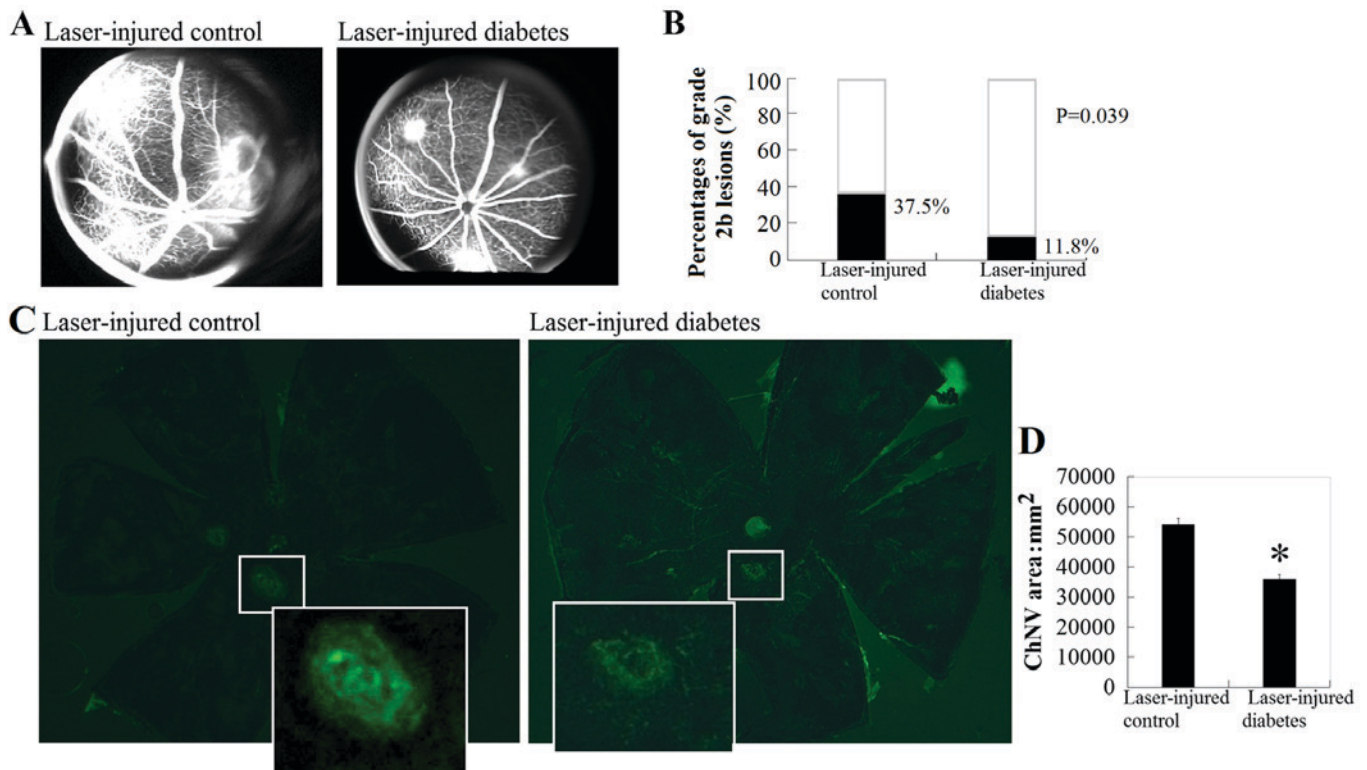 A
Laser-injured control
Laser-injured diabetes
B
Percentages of grade
2b lesions (%)
100
80
60
40
20
0
37.5%
11.8%
P=0.039
Laser-injured
control
Laser-injured
diabetes
C
Laser-injured control
Laser-injured diabetes
D
ChNV area:mm²
70000
60000
50000
40000
30000
20000
10000
0
*
Laser-injured
control
Laser-injured
diabetes